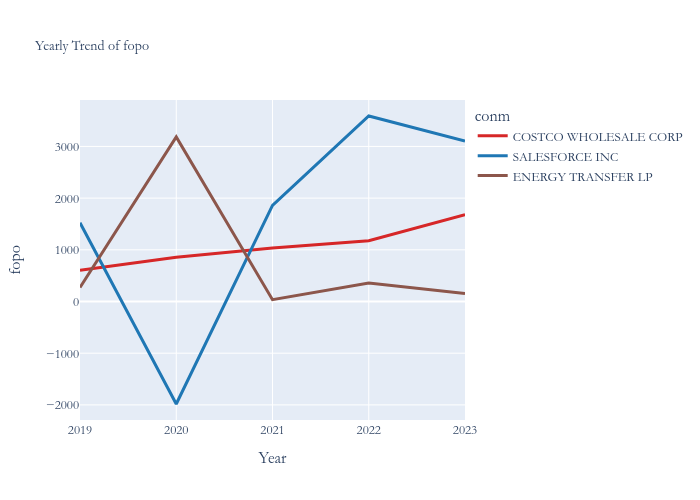 Yearly Trend of fopo
conm
COSTCO WHOLESALE CORP
SALESFORCE INC
ENERGY TRANSFER LP
fopo
3000
2000
1000
0
−1000
−2000
2019
2020
2021
2022
2023
Year